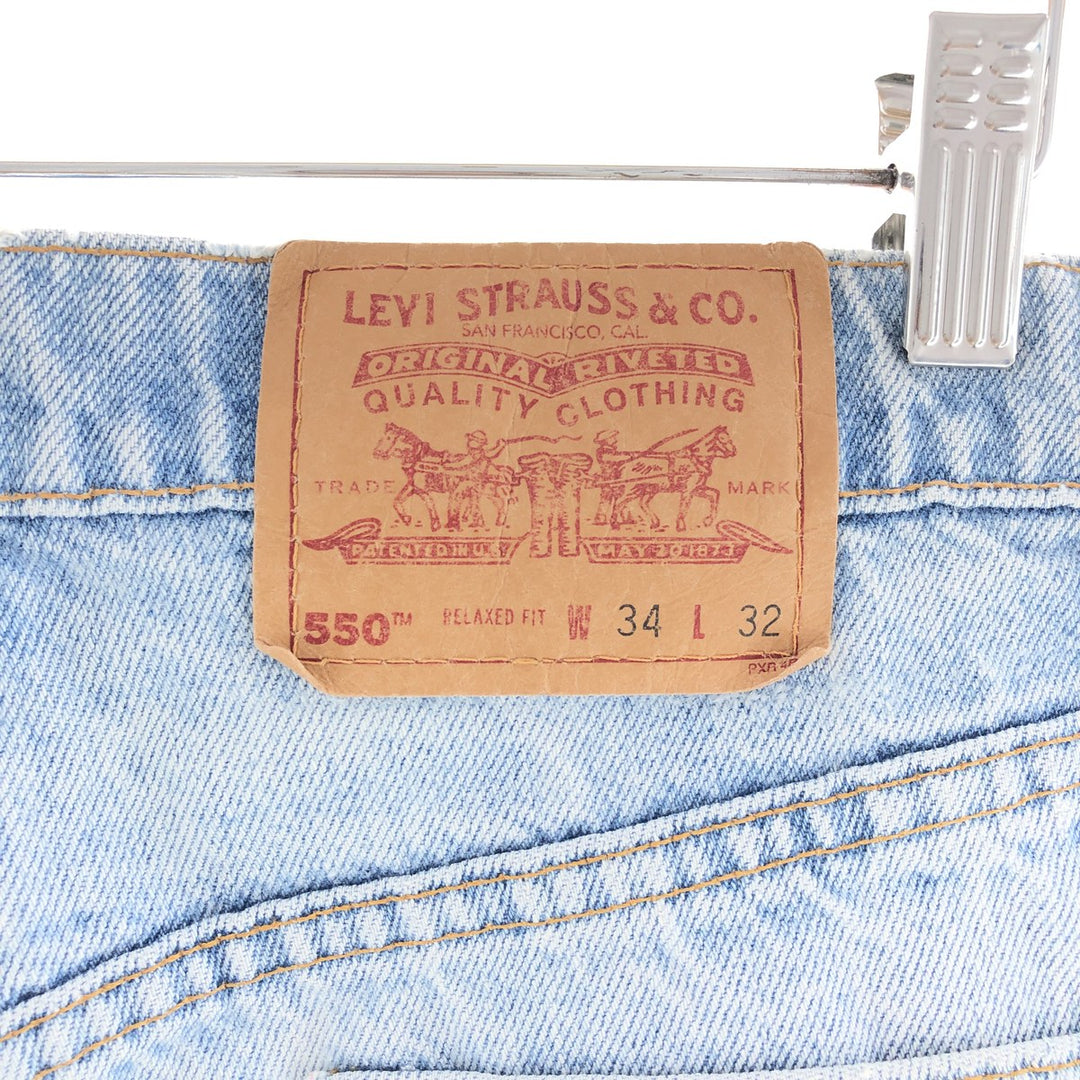 LEVI STRAUSS & CO.
SAN FRANCISCO, CAL.
ORIGINAL RIVETED
QUALITY CLOTHING
TRADE MARK
PATENTED IN U.S. MAY 20 1873
550™ RELAXED FIT W 34 L 32